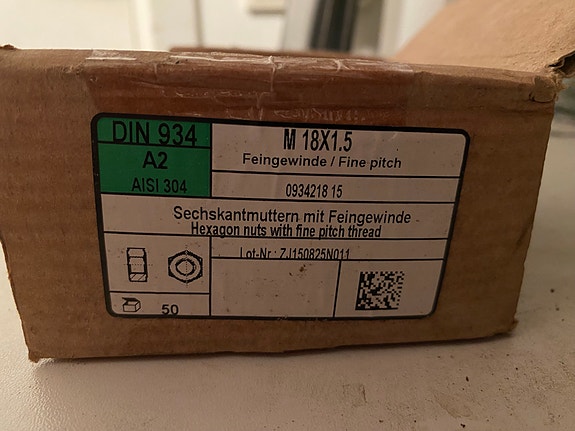 DIN 934
A2
AISI 304
M 18X1.5
Feingewinde / Fine pitch
0934218 15
Sechskantmuttern mit Feingewinde
Hexagon nuts with fine pitch thread
Lot-Nr.: ZJ150825N011
50